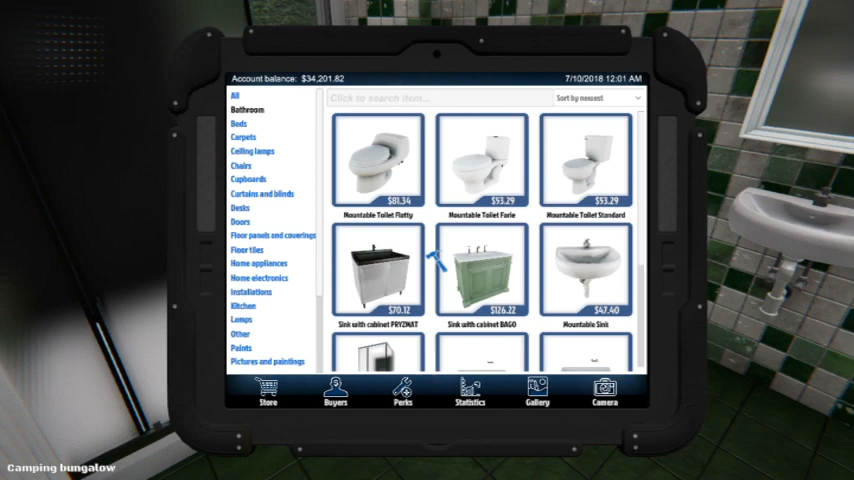 Account balance: $34,201.82
7/10/2018 12:01 AM
All
Bathroom
Beds
Carpets
Ceiling lamps
Chairs
Cupboards
Curtains and blinds
Desks
Doors
Floor panels and coverings
Floor tiles
Home appliances
Home electronics
Installations
Kitchen
Lamps
Other
Paints
Pictures and paintings
Click to search item...
Sort by newest
$81.34
$53.29
$53.29
Mountable Toilet Flatty
Mountable Toilet Farie
Mountable Toilet Standard
$70.12
$126.22
$47.40
Sink with cabinet PRYZMAT
Sink with cabinet BAGO
Mountable Sink
Store
Buyers
Perks
Statistics
Gallery
Camera
Camping bungalow